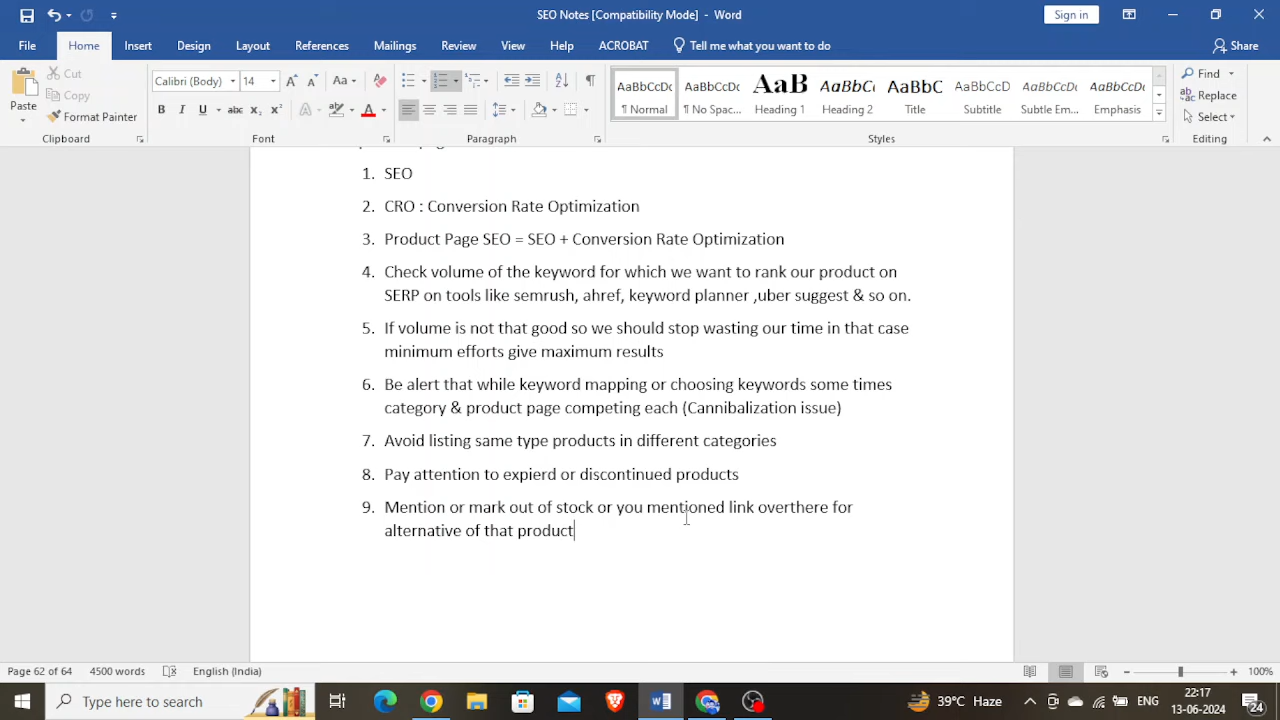 SEO Notes [Compatibility Mode] - Word
Sign in
File Home Insert Design Layout References Mailings Review View Help ACROBAT Tell me what you want to do Share
Paste
Cut
Copy
Format Painter
Clipboard
Calibri (Body) 14
Font
Paragraph
AaBbCcDc AaBbCcDc AaB AaBbC( AaBbC AaBbCcD AaBbCcDt AaBbCcDt
¶ Normal ¶ No Spac... Heading 1 Heading 2 Title Subtitle Subtle Em... Emphasis
Styles
Find
Replace
Select
Editing
1. SEO
2. CRO : Conversion Rate Optimization
3. Product Page SEO = SEO + Conversion Rate Optimization
4. Check volume of the keyword for which we want to rank our product on
SERP on tools like semrush, ahref, keyword planner ,uber suggest & so on.
5. If volume is not that good so we should stop wasting our time in that case
minimum efforts give maximum results
6. Be alert that while keyword mapping or choosing keywords some times
category & product page competing each (Cannibalization issue)
7. Avoid listing same type products in different categories
8. Pay attention to expierd or discontinued products
9. Mention or mark out of stock or you mentioned link overthere for
alternative of that product
Page 62 of 64 4500 words English (India) 100%
Type here to search
39°C Haze
ENG
22:17
13-06-2024
24